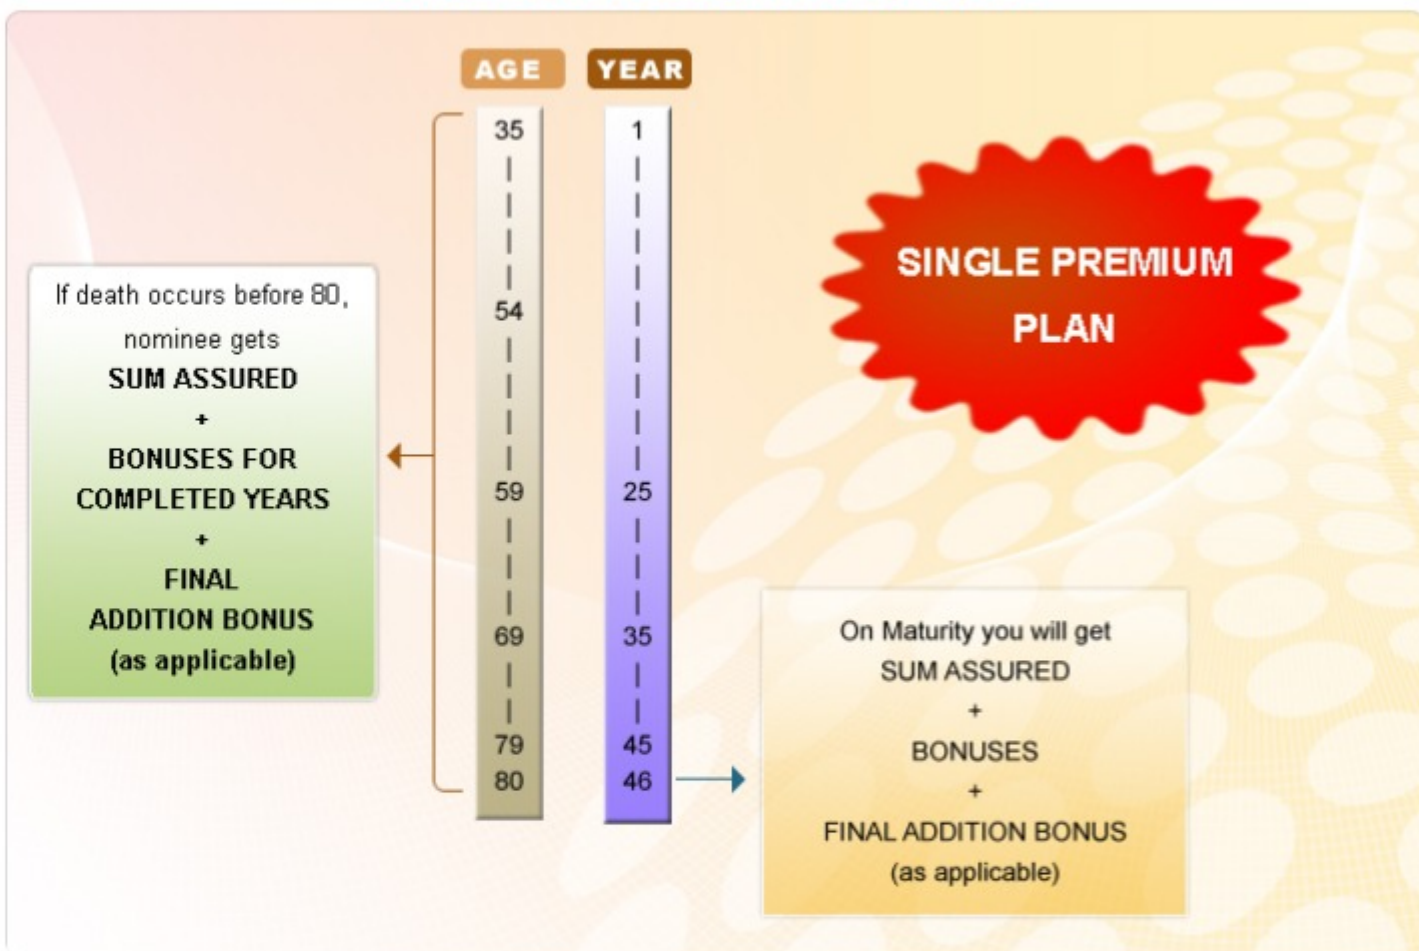 AGE YEAR
35 1
54
59 25
69 35
79 45
80 46
If death occurs before 80,
nominee gets
SUM ASSURED
+
BONUSES FOR
COMPLETED YEARS
+
FINAL
ADDITION BONUS
(as applicable)
SINGLE PREMIUM
PLAN
On Maturity you will get
SUM ASSURED
+
BONUSES
+
FINAL ADDITION BONUS
(as applicable)